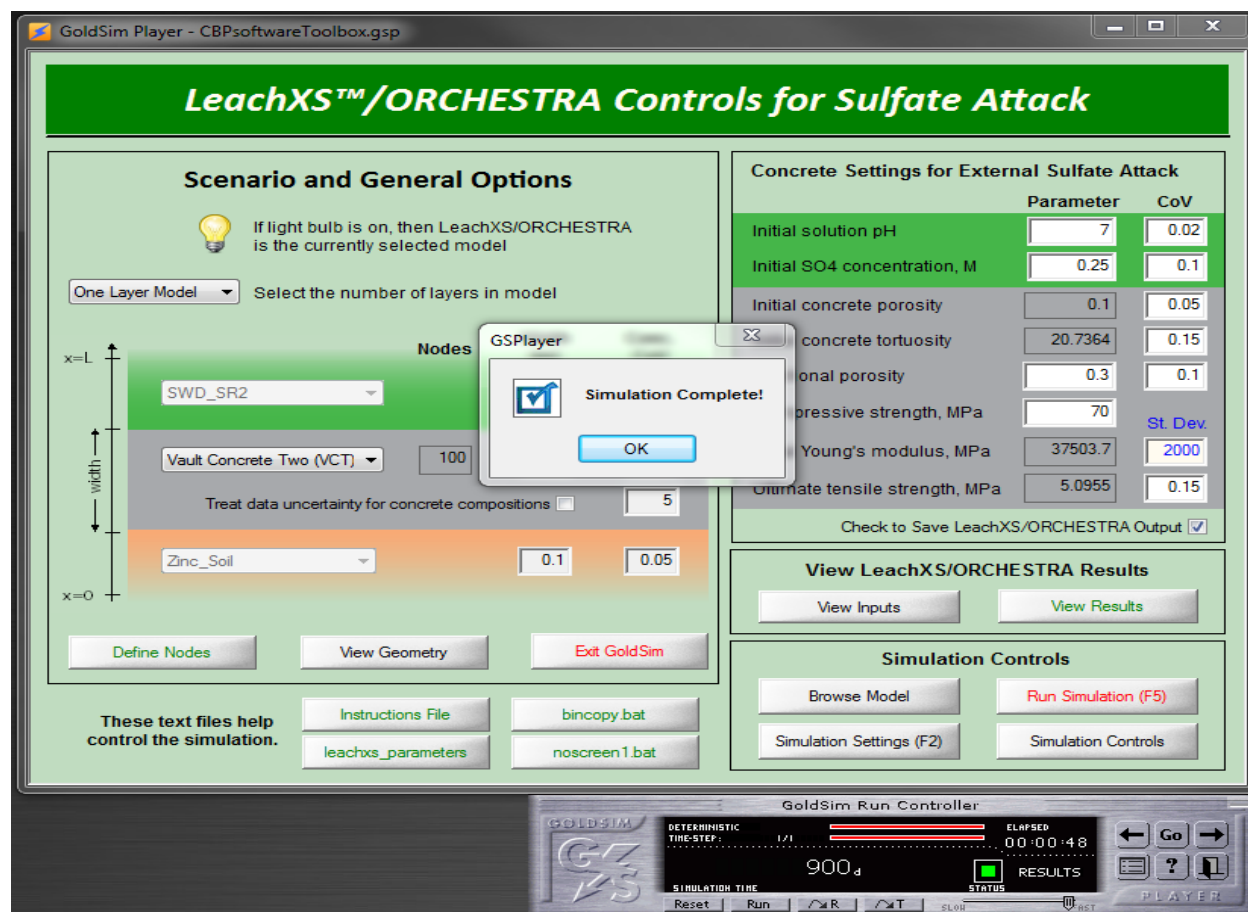 GoldSim Player - CBPsoftwareToolbox.gsp
LeachXS™/ORCHESTRA Controls for Sulfate Attack
Scenario and General Options
If light bulb is on, then LeachXS/ORCHESTRA
is the currently selected model
One Layer Model
Select the number of layers in model
x=L
Nodes
SWD_SR2
width
Vault Concrete Two (VCT)
100
Treat data uncertainty for concrete compositions
5
Zinc_Soil
0.1
0.05
x=0
Define Nodes
View Geometry
Exit GoldSim
These text files help
control the simulation.
Instructions File
bincopy.bat
leachxs_parameters
noscreen1.bat
GSPlayer
Simulation Complete!
OK
Concrete Settings for External Sulfate Attack
Parameter CoV
Initial solution pH 7 0.02
Initial SO4 concentration, M 0.25 0.1
Initial concrete porosity 0.1 0.05
concrete tortuosity 20.7364 0.15
onal porosity 0.3 0.1
pressive strength, MPa 70
St. Dev.
Young's modulus, MPa 37503.7 2000
Ultimate tensile strength, MPa 5.0955 0.15
Check to Save LeachXS/ORCHESTRA Output
View LeachXS/ORCHESTRA Results
View Inputs
View Results
Simulation Controls
Browse Model
Run Simulation (F5)
Simulation Settings (F2)
Simulation Controls
GoldSim Run Controller
GOLDSIM
DETERMINISTIC
TIME-STEP: 1/1
ELAPSED
00:00:48
900d
RESULTS
SIMULATION TIME
STATUS
Reset
Run
R
T
SLOW
FAST
Go
?
PLAYER